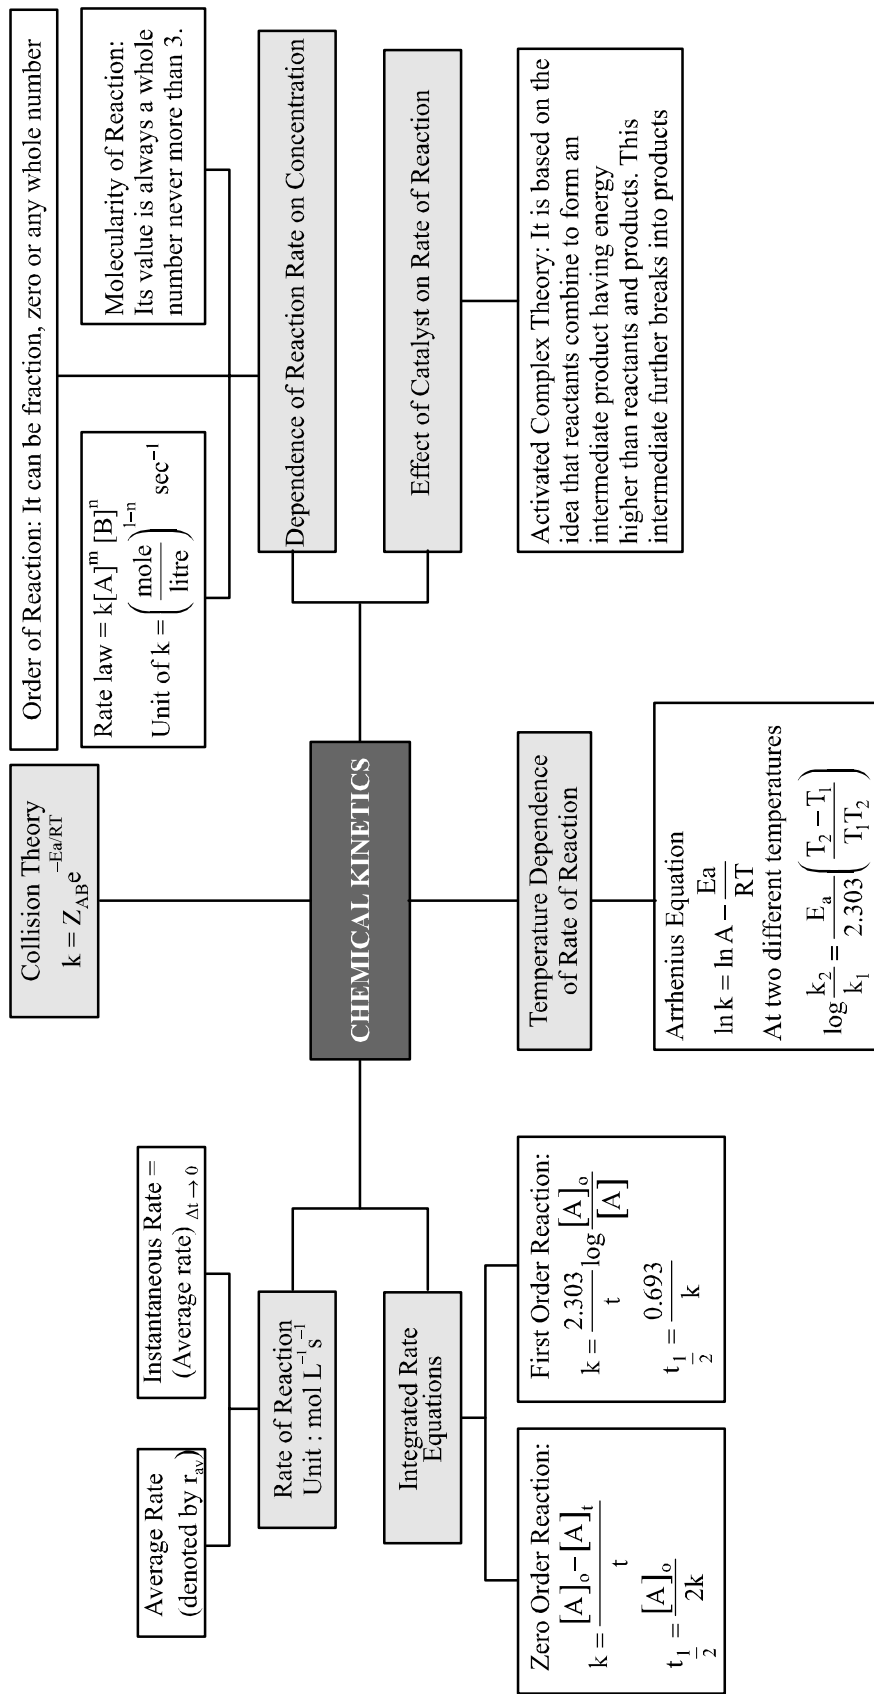 Average Rate
(denoted by r_av)
Instantaneous Rate =
(Average rate) Δt → 0
Rate of Reaction
Unit : mol L⁻¹ s⁻¹
Integrated Rate
Equations
Zero Order Reaction:
k = ([A]₀ − [A]ₜ) / t
t_1/2 = [A]₀ / 2k
First Order Reaction:
k = (2.303 / t) log ([A]₀ / [A])
t_1/2 = 0.693 / k
Collision Theory
k = Z_AB e^(−Ea/RT)
CHEMICAL KINETICS
Temperature Dependence
of Rate of Reaction
Arrhenius Equation
ln k = ln A − Ea / RT
At two different temperatures
log (k₂ / k₁) = (Eₐ / 2.303) ((T₂ − T₁) / T₁T₂)
Order of Reaction: It can be fraction, zero or any whole number
Rate law = k[A]^m [B]^n
Unit of k = (mole / litre)^(1−n) sec⁻¹
Molecularity of Reaction:
Its value is always a whole
number never more than 3.
Dependence of Reaction Rate on Concentration
Effect of Catalyst on Rate of Reaction
Activated Complex Theory: It is based on the
idea that reactants combine to form an
intermediate product having energy
higher than reactants and products. This
intermediate further breaks into products